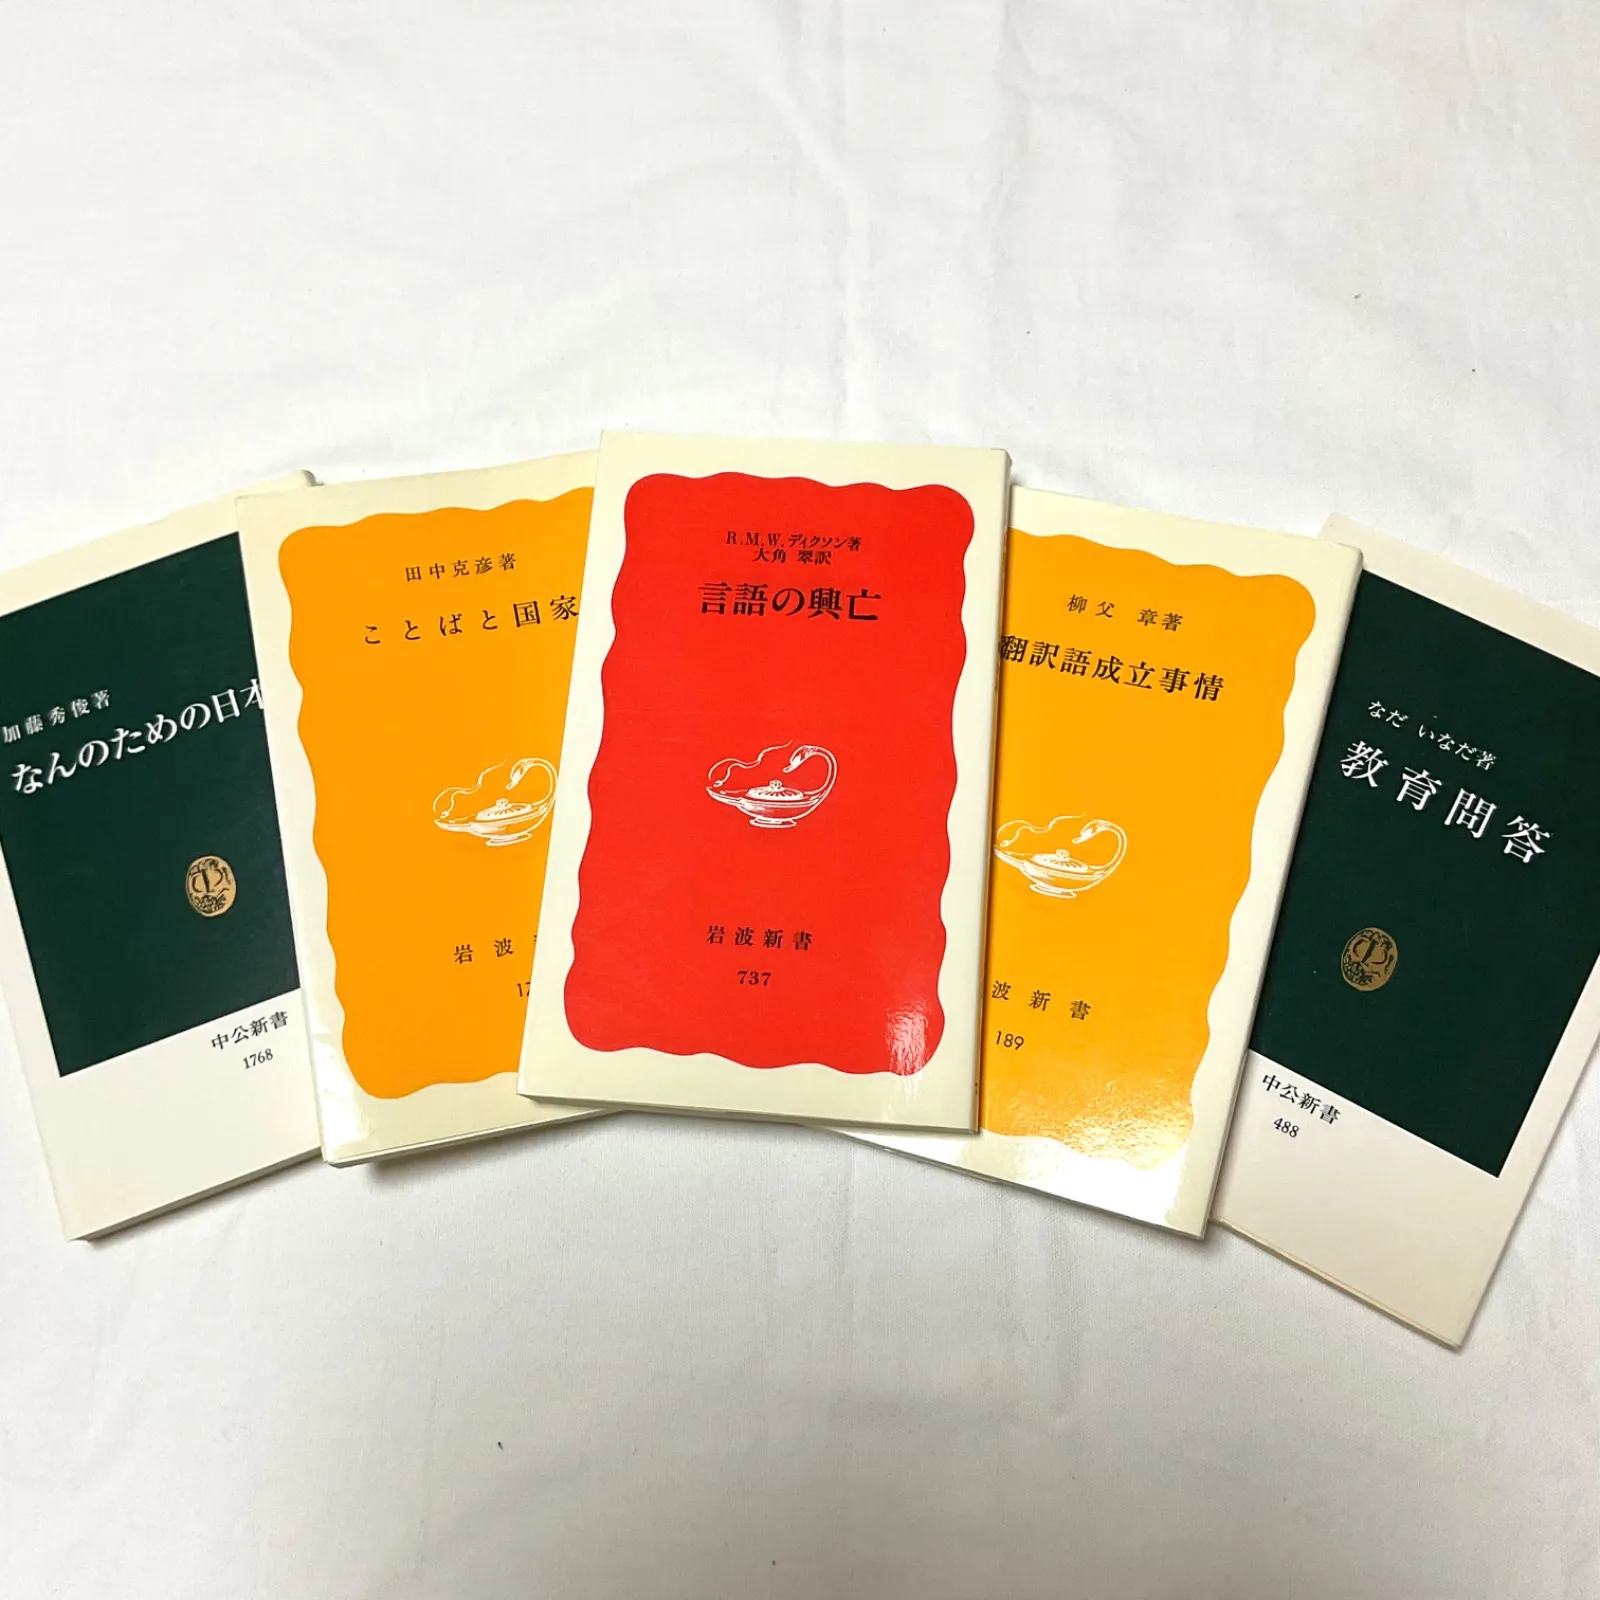 加藤秀俊著
なんのための日本
中公新書
1768
田中克彦著
ことばと国家
岩波
R.M.W.ディクソン著
大角 翠訳
言語の興亡
岩波新書
737
柳父 章著
翻訳語成立事情
波新書
189
なだ いなだ著
教育問答
中公新書
488